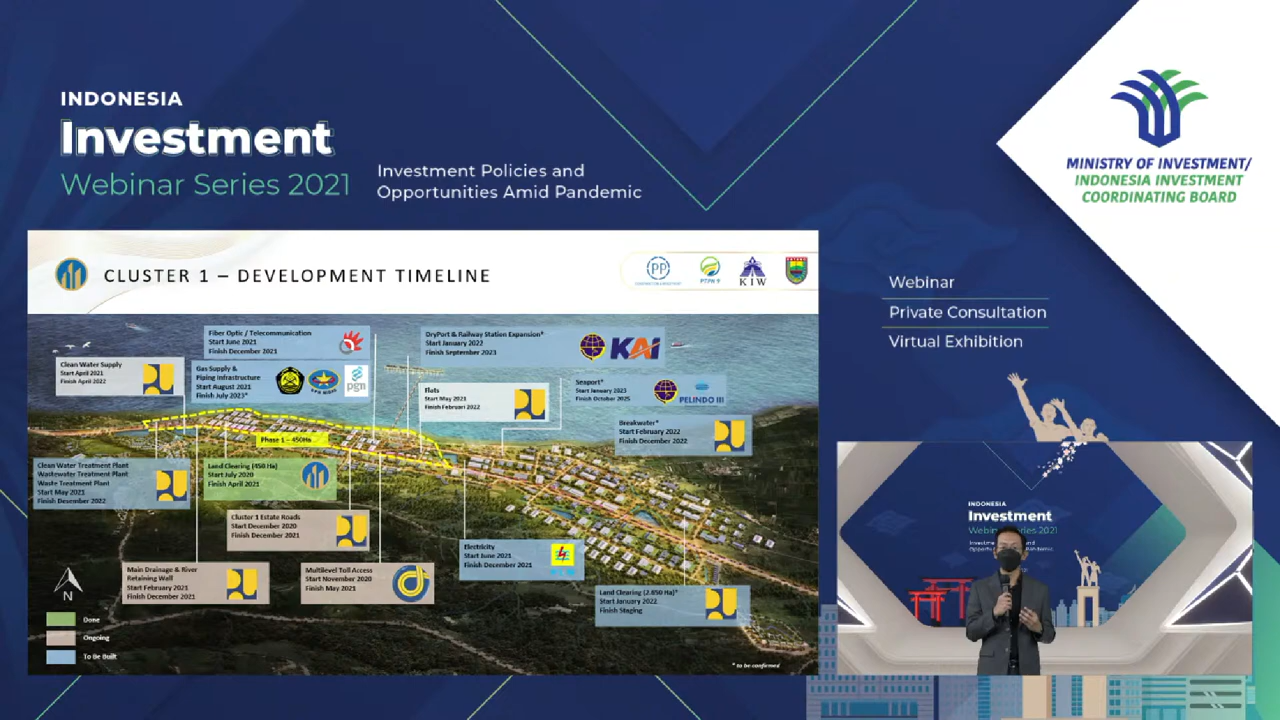 INDONESIA
Investment
Webinar Series 2021
Investment Policies and
Opportunities Amid Pandemic
MINISTRY OF INVESTMENT/
INDONESIA INVESTMENT
COORDINATING BOARD
CLUSTER 1 – DEVELOPMENT TIMELINE
PP
PTPN 9
KIW
Webinar
Private Consultation
Virtual Exhibition
Fiber Optic / Telecommunication
Start June 2021
Finish December 2021
DryPort & Railway Station Expansion*
Start January 2022
Finish September 2023
KAI
Clean Water Supply
Start April 2021
Finish April 2022
Gas Supply &
Piping Infrastructure
Start August 2021
Finish July 2023*
pgn
Flats
Start May 2021
Finish Februari 2022
Seaport*
Start January 2023
Finish October 2025
PELINDO III
Breakwater*
Start February 2022
Finish December 2022
Phase 1 – 450Ha
Clean Water Treatment Plant
Wastewater Treatment Plant
Waste Treatment Plant
Start May 2021
Finish Desember 2022
Land Clearing (450 Ha)
Start July 2020
Finish April 2021
Cluster 1 Estate Roads
Start December 2020
Finish December 2021
Electricity
Start June 2021
Finish December 2021
Main Drainage & River
Retaining Wall
Start February 2021
Finish December 2021
Multilevel Toll Access
Start November 2020
Finish May 2021
Land Clearing (2.850 Ha)*
Start January 2022
Finish Staging
N
Done
Ongoing
To Be Built
* to be confirmed
INDONESIA
Investment